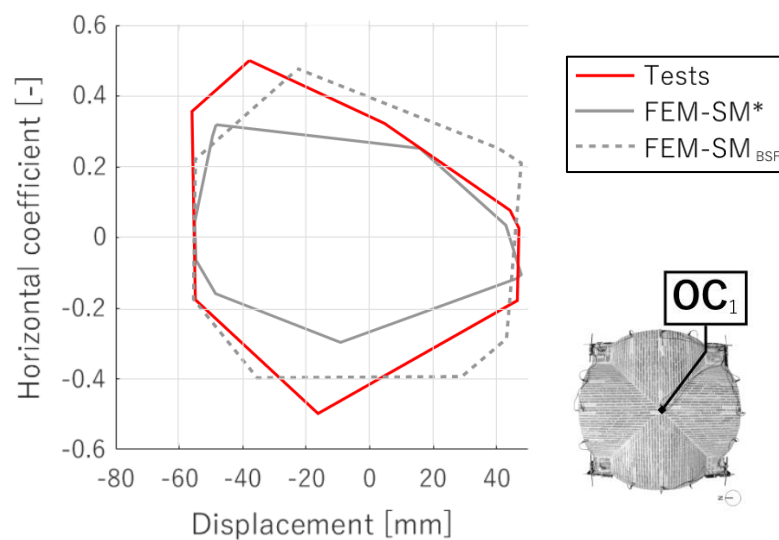 0.6
0.4
0.2
0
-0.2
-0.4
-0.6
-80
-60
-40
-20
0
20
40
Horizontal coefficient [-]
Displacement [mm]
Tests
FEM-SM*
FEM-SM BSF
OC1
N